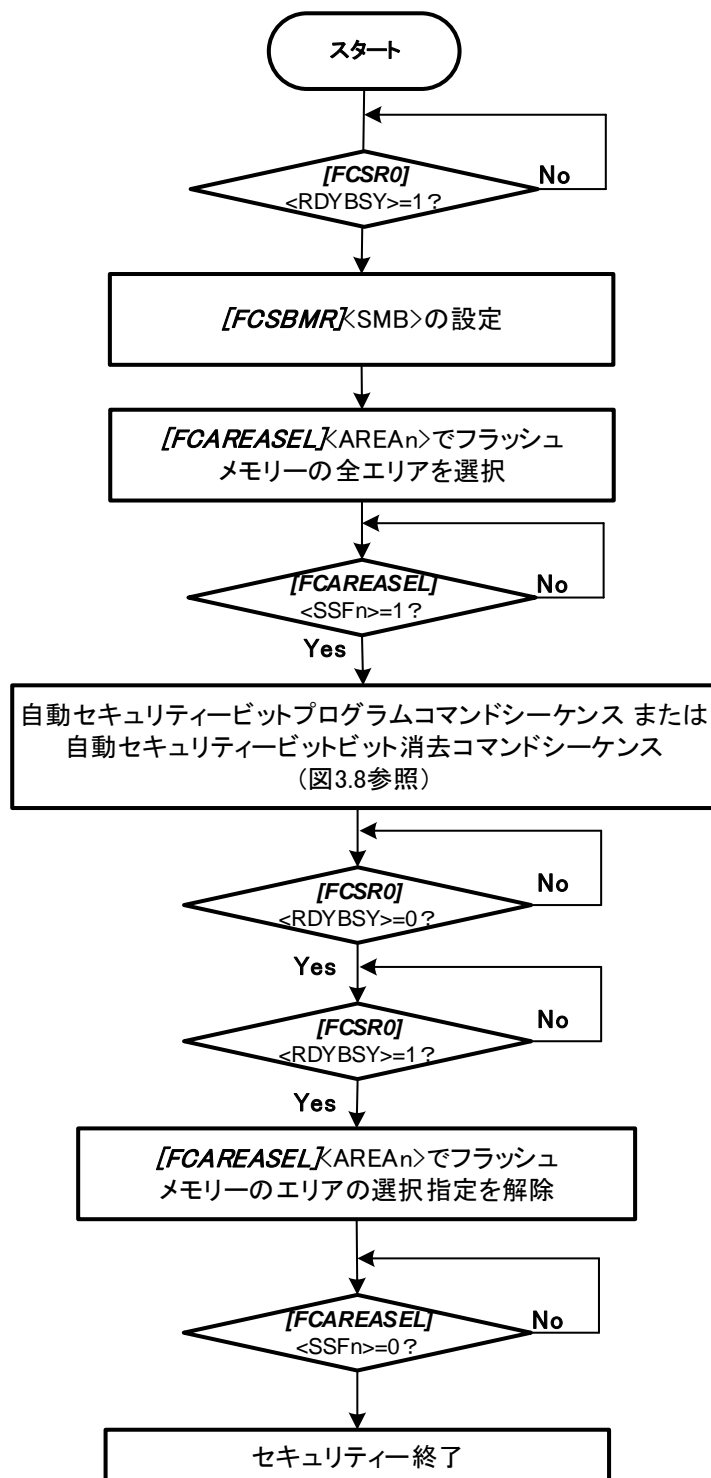 スタート
[FCSR0]
<RDYBSY>=1?
No
[FCSBMR]<SMB>の設定
[FCAREASEL]<AREAn>でフラッシュ
メモリーの全エリアを選択
[FCAREASEL]
<SSFn>=1?
No
Yes
自動セキュリティービットプログラムコマンドシーケンス または
自動セキュリティービットビット消去コマンドシーケンス
(図3.8参照)
[FCSR0]
<RDYBSY>=0?
No
Yes
[FCSR0]
<RDYBSY>=1?
No
Yes
[FCAREASEL]<AREAn>でフラッシュ
メモリーのエリアの選択指定を解除
[FCAREASEL]
<SSFn>=0?
No
セキュリティー終了